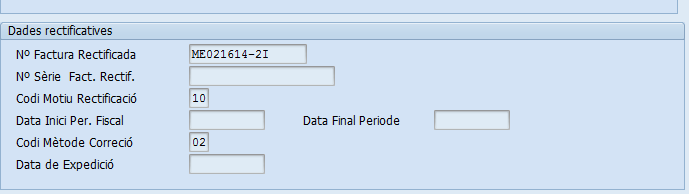 Dades rectificatives
Nº Factura Rectificada ME021614-2I
Nº Sèrie Fact. Rectif.
Codi Motiu Rectificació 10
Data Inici Per. Fiscal Data Final Periode
Codi Mètode Correció 02
Data de Expedició